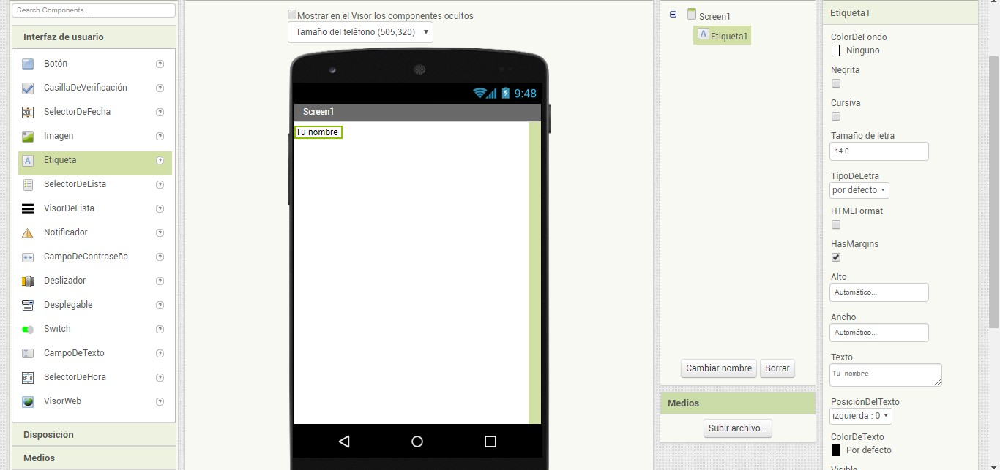 Search Components...
Interfaz de usuario
Botón ?
CasillaDeVerificación ?
SelectorDeFecha ?
Imagen ?
A Etiqueta ?
SelectorDeLista ?
VisorDeLista ?
Notificador ?
CampoDeContraseña ?
Deslizador ?
Desplegable ?
Switch ?
CampoDeTexto ?
SelectorDeHora ?
VisorWeb ?
Disposición
Medios
Mostrar en el Visor los componentes ocultos
Tamaño del teléfono (505,320)
9:48
Screen1
Tu nombre
Screen1
A Etiqueta1
Cambiar nombre Borrar
Medios
Subir archivo...
Etiqueta1
ColorDeFondo
Ninguno
Negrita
Cursiva
Tamaño de letra
14.0
TipoDeLetra
por defecto
HTMLFormat
HasMargins
Alto
Automático...
Ancho
Automático...
Texto
Tu nombre
PosiciónDelTexto
izquierda : 0
ColorDeTexto
Por defecto
Visible